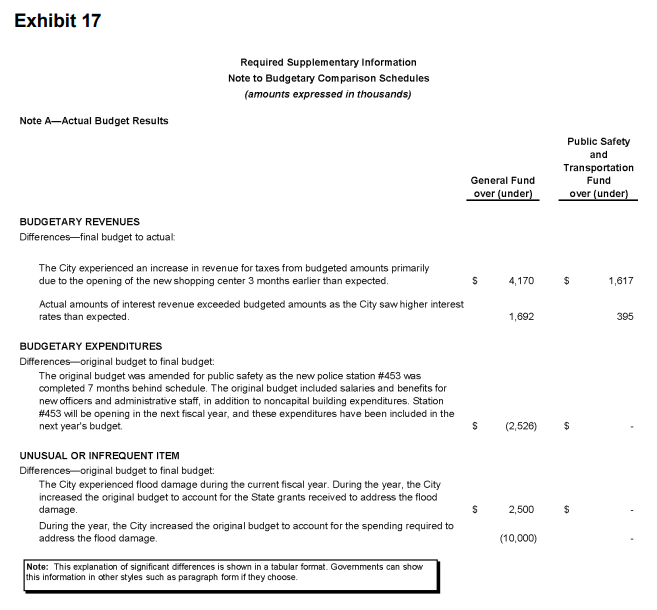 Exhibit 17
Required Supplementary Information
Note to Budgetary Comparison Schedules
(amounts expressed in thousands)
Note A—Actual Budget Results
Public Safety
and
Transportation
General Fund Fund
over (under) over (under)
BUDGETARY REVENUES
Differences—final budget to actual:
The City experienced an increase in revenue for taxes from budgeted amounts primarily
due to the opening of the new shopping center 3 months earlier than expected. $ 4,170 $ 1,617
Actual amounts of interest revenue exceeded budgeted amounts as the City saw higher interest
rates than expected. 1,692 395
BUDGETARY EXPENDITURES
Differences—original budget to final budget:
The original budget was amended for public safety as the new police station #453 was
completed 7 months behind schedule. The original budget included salaries and benefits for
new officers and administrative staff, in addition to noncapital building expenditures. Station
#453 will be opening in the next fiscal year, and these expenditures have been included in the
next year's budget. $ (2,526) $ -
UNUSUAL OR INFREQUENT ITEM
Differences—original budget to final budget:
The City experienced flood damage during the current fiscal year. During the year, the City
increased the original budget to account for the State grants received to address the flood
damage. $ 2,500 $ -
During the year, the City increased the original budget to account for the spending required to
address the flood damage. (10,000) -
Note: This explanation of significant differences is shown in a tabular format. Governments can show
this information in other styles such as paragraph form if they choose.